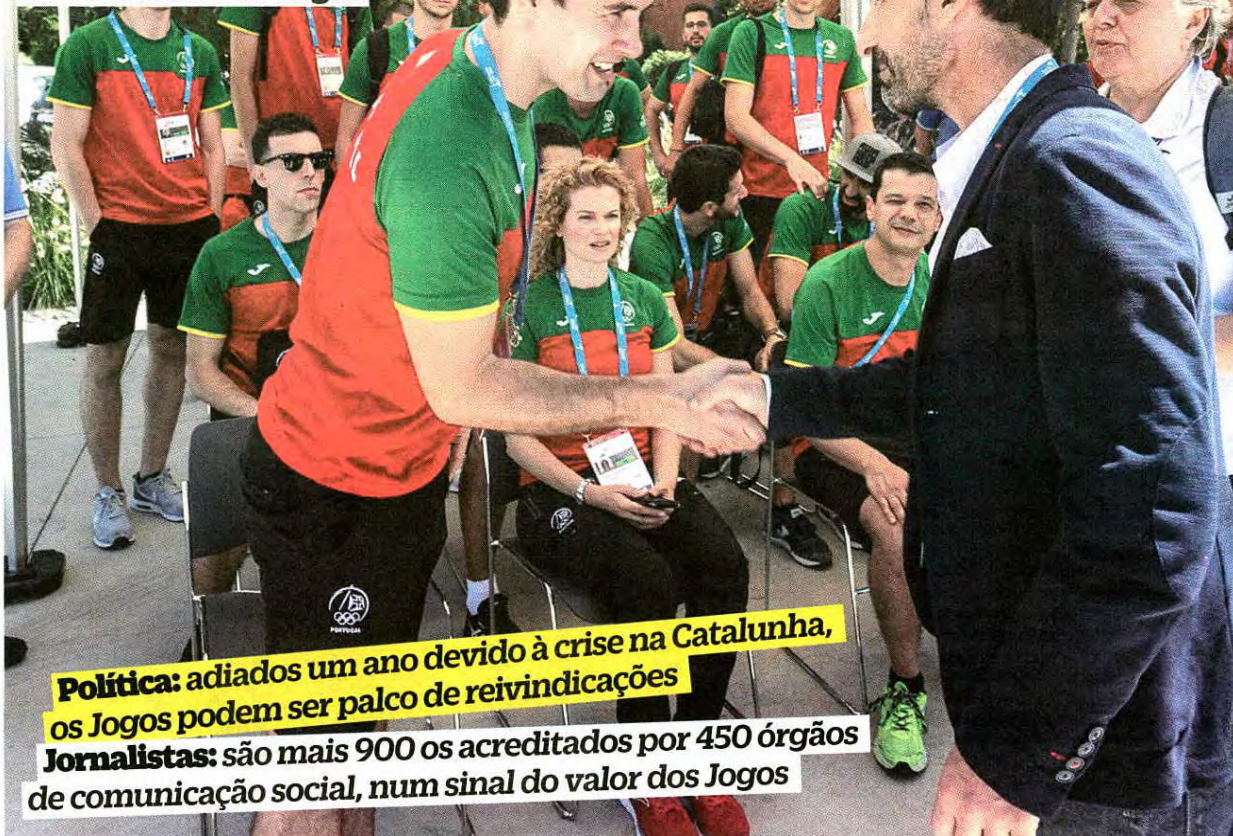 PORTUGAL
Política: adiados um ano devido à crise na Catalunha,
os Jogos podem ser palco de reivindicações
Jornalistas: são mais 900 os acreditados por 450 órgãos
de comunicação social, num sinal do valor dos Jogos